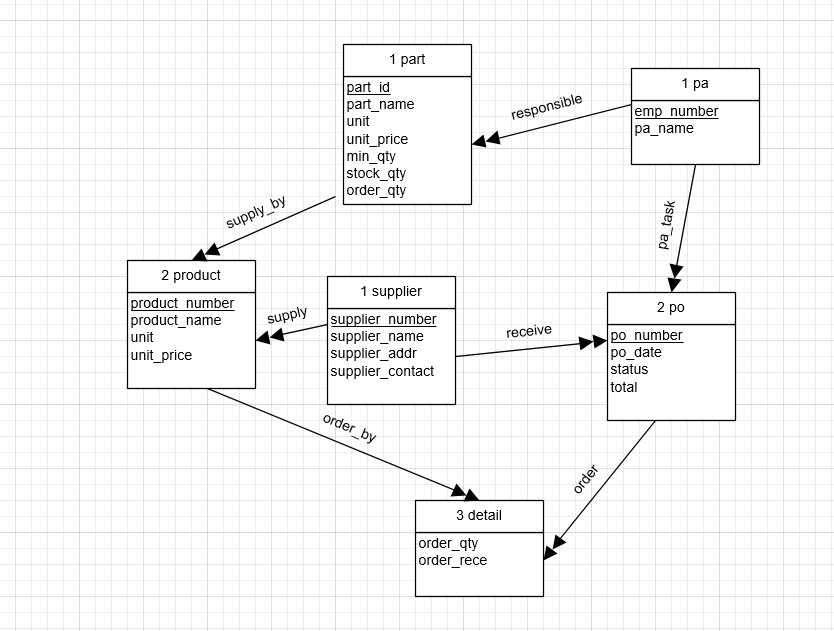 1 part
part_id
part_name
unit
unit_price
min_qty
stock_qty
order_qty
1 pa
emp_number
pa_name
responsible
supply_by
pa_task
2 product
product_number
product_name
unit
unit_price
supply
1 supplier
supplier_number
supplier_name
supplier_addr
supplier_contact
receive
2 po
po_number
po_date
status
total
order_by
order
3 detail
order_qty
order_rece